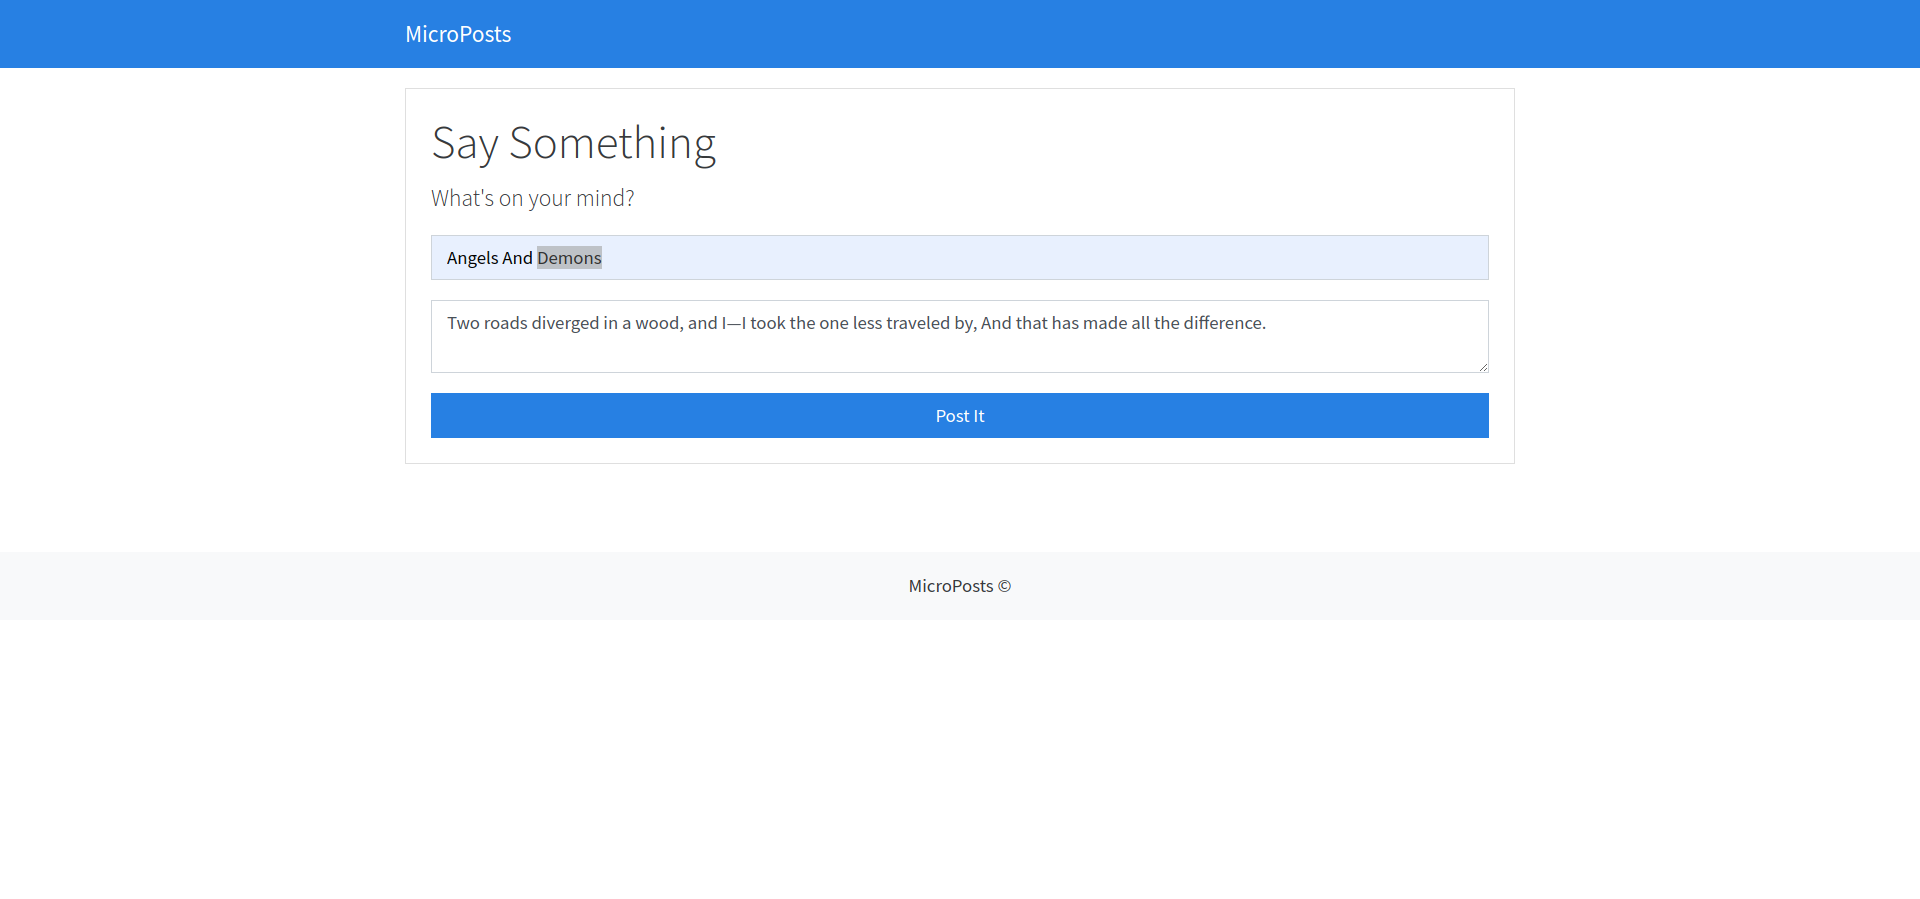 MicroPosts
Say Something
What's on your mind?
Angels And Demons
Two roads diverged in a wood, and I—I took the one less traveled by, And that has made all the difference.
Post It
MicroPosts ©